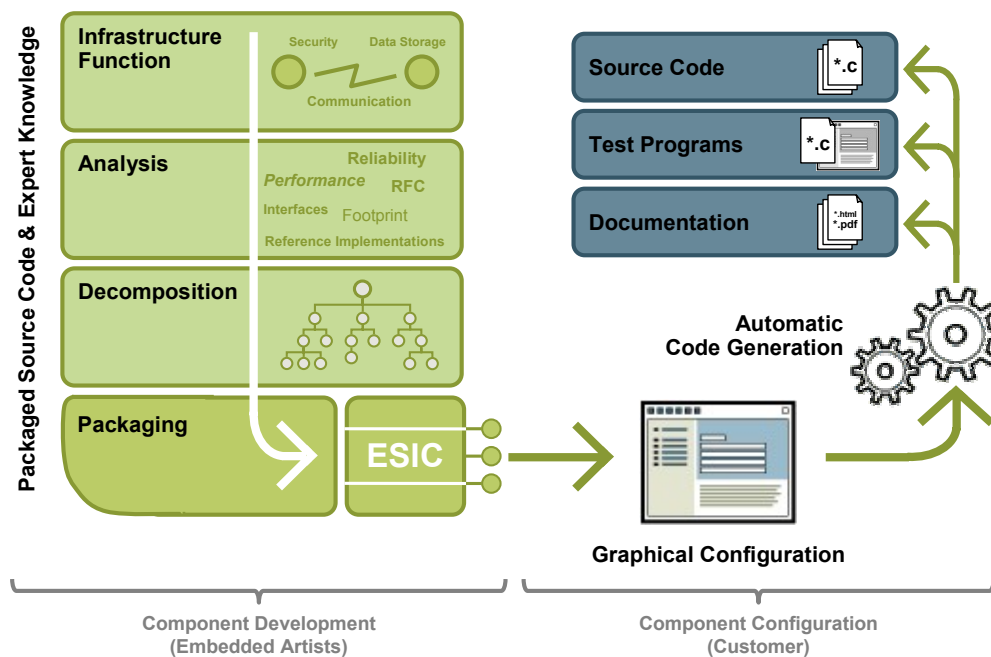 Packaged Source Code & Expert Knowledge
Infrastructure
Function
Security
Data Storage
Communication
Analysis
Reliability
Performance
RFC
Interfaces
Footprint
Reference Implementations
Decomposition
Packaging
ESIC
Source Code
*.c
Test Programs
*.c
Documentation
*.html
*.pdf
Automatic
Code Generation
Graphical Configuration
Component Development
(Embedded Artists)
Component Configuration
(Customer)